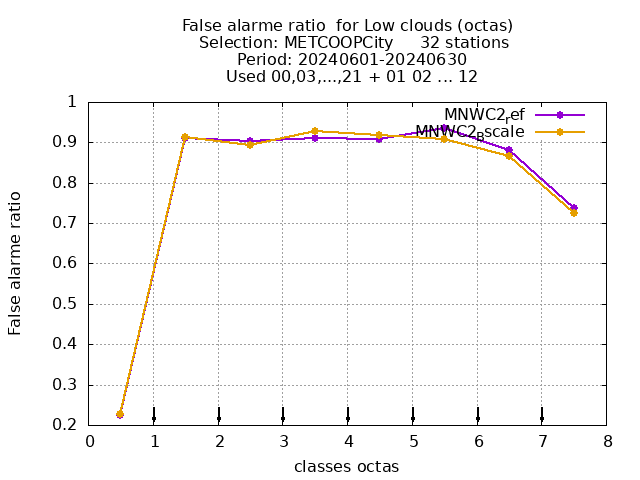 False alarme ratio  for Low clouds (octas)
Selection: METCOOPCity     32 stations
Period: 20240601-20240630
Used 00,03,...,21 + 01 02 ... 12
MNWC2_ref
MNWC2_Bscale
False alarme ratio
1
0.9
0.8
0.7
0.6
0.5
0.4
0.3
0.2
0 1 2 3 4 5 6 7 8
classes octas